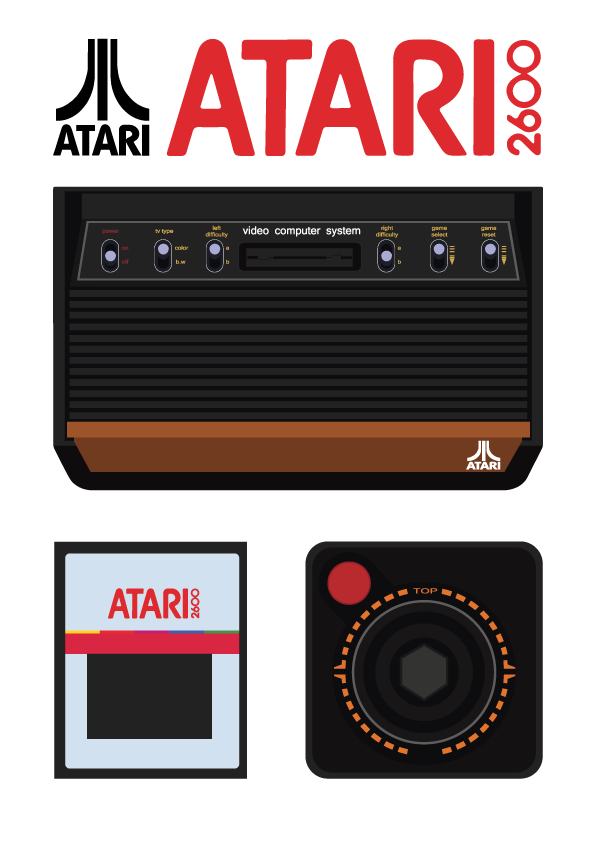 ATARI
ATARI 2600
power
on
off
tv type
color
b.w
left
difficulty
a
b
video computer system
right
difficulty
a
b
game
select
game
reset
ATARI
ATARI 2600
TOP